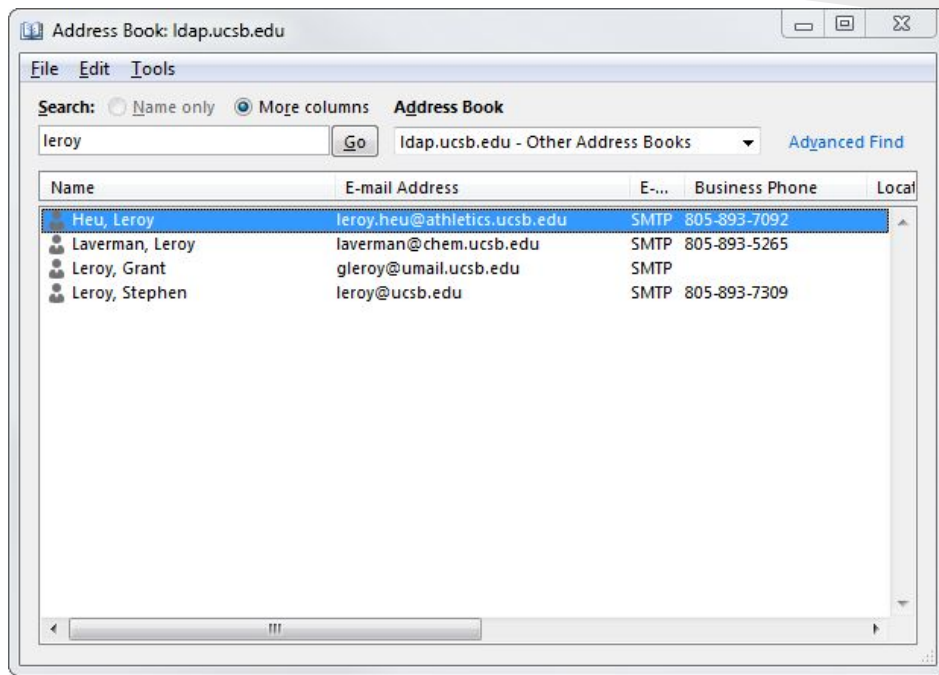 Address Book: ldap.ucsb.edu
File Edit Tools
Search: Name only More columns Address Book
leroy Go ldap.ucsb.edu - Other Address Books Advanced Find
Name E-mail Address E-... Business Phone Locat
Heu, Leroy leroy.heu@athletics.ucsb.edu SMTP 805-893-7092
Laverman, Leroy laverman@chem.ucsb.edu SMTP 805-893-5265
Leroy, Grant gleroy@umail.ucsb.edu SMTP
Leroy, Stephen leroy@ucsb.edu SMTP 805-893-7309